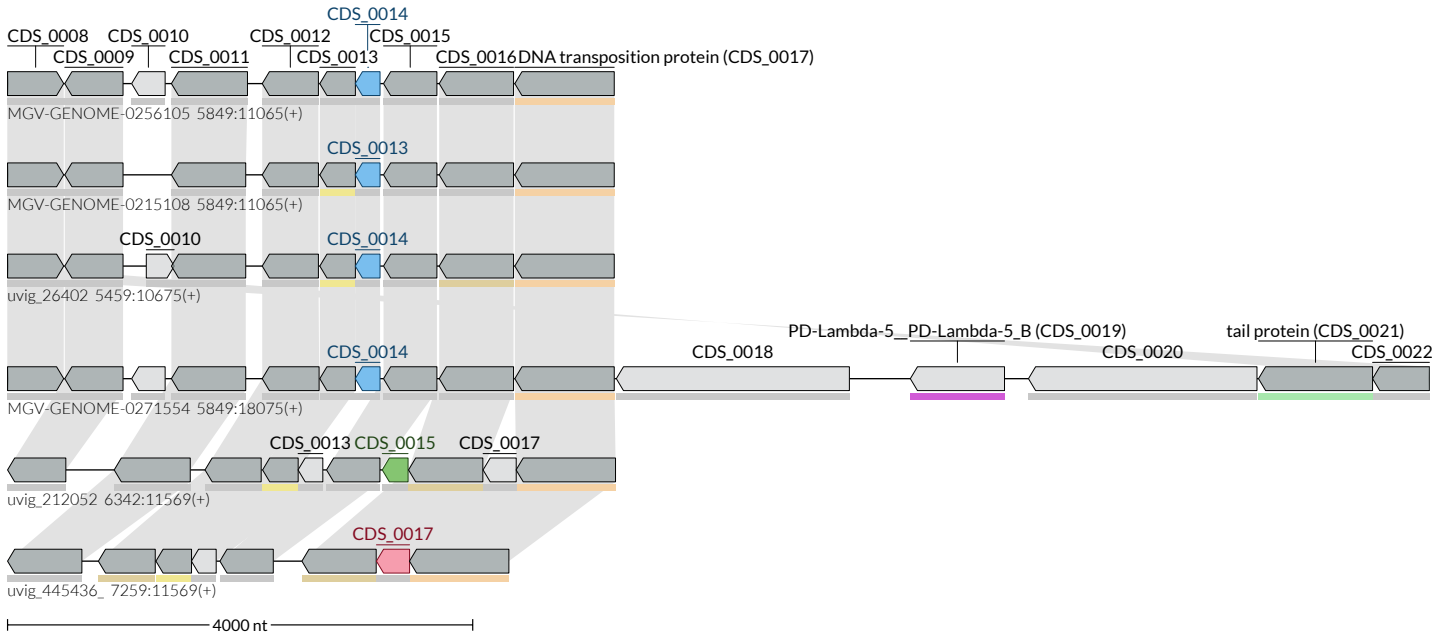 CDS_0014
CDS_0008 CDS_0010 CDS_0012 CDS_0015
CDS_0009 CDS_0011 CDS_0013 CDS_0016 DNA transposition protein (CDS_0017)
MGV-GENOME-0256105 5849:11065(+)
CDS_0013
MGV-GENOME-0215108 5849:11065(+)
CDS_0010 CDS_0014
uvig_26402 5459:10675(+)
PD-Lambda-5__PD-Lambda-5_B (CDS_0019) tail protein (CDS_0021)
CDS_0014 CDS_0018 CDS_0020 CDS_0022
MGV-GENOME-0271554 5849:18075(+)
CDS_0013 CDS_0015 CDS_0017
uvig_212052 6342:11569(+)
CDS_0017
uvig_445436_ 7259:11569(+)
4000 nt